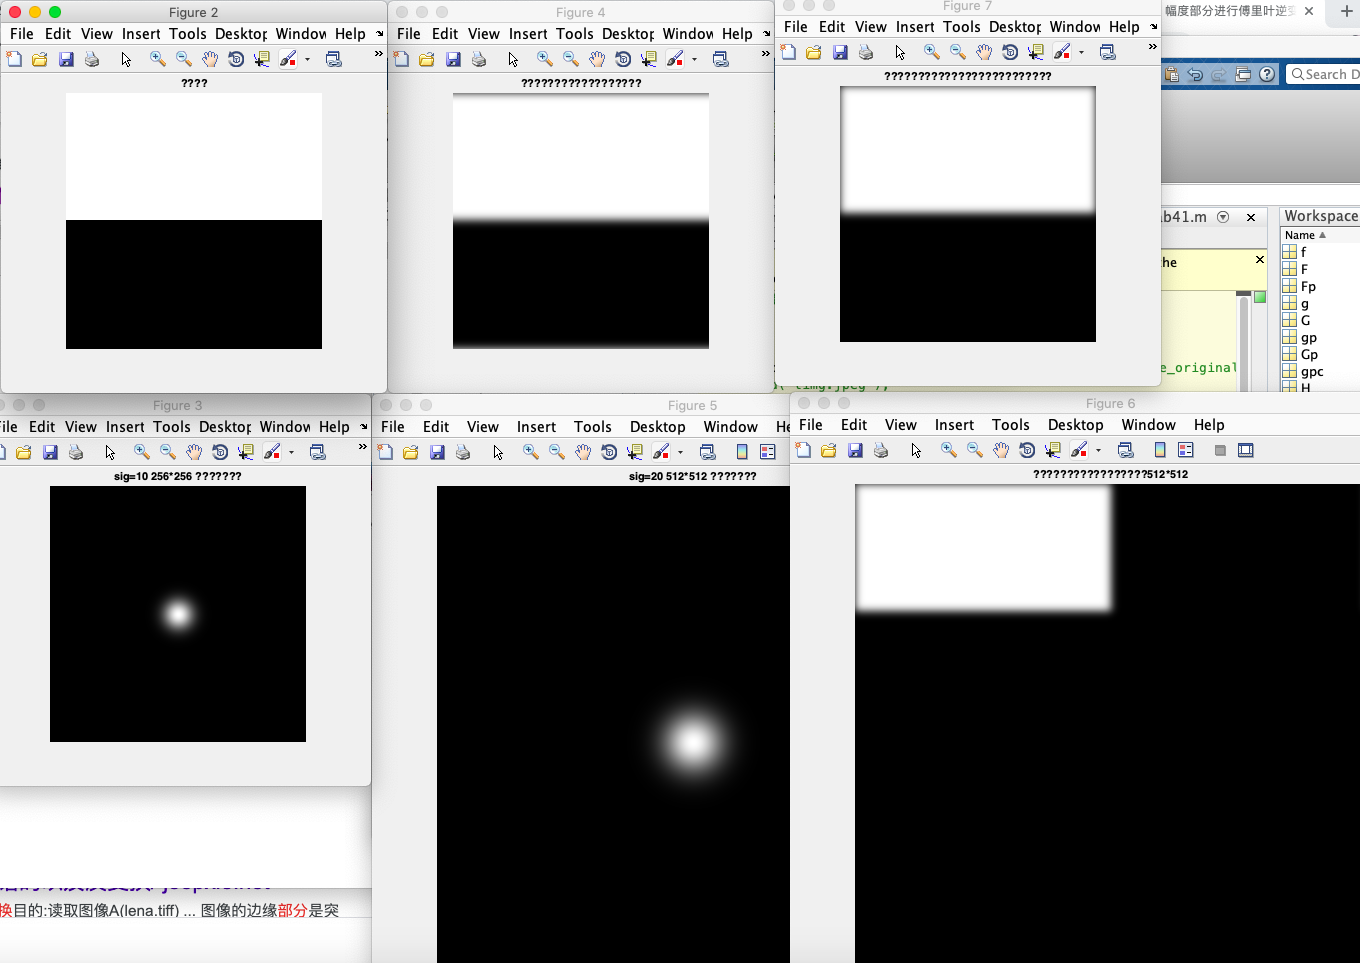 Figure 2
File Edit View Insert Tools Desktop Window Help
????
Figure 4
File Edit View Insert Tools Desktop Window Help
??????????????????
Figure 7
File Edit View Insert Tools Desktop Window Help
?????????????????????????
幅度部分进行傅里叶逆变
Search D
ab41.m
Workspace
Name
the
f
F
Fp
g
G
gp
Gp
gpc
H
e_original
Figure 3
File Edit View Insert Tools Desktop Window Help
sig=10 256*256 ???????
Figure 5
File Edit View Insert Tools Desktop Window He
sig=20 512*512 ???????
Figure 6
File Edit View Insert Tools Desktop Window Help
?????????????????512*512
换目的:读取图像A(lena.tiff) ... 图像的边缘部分是突